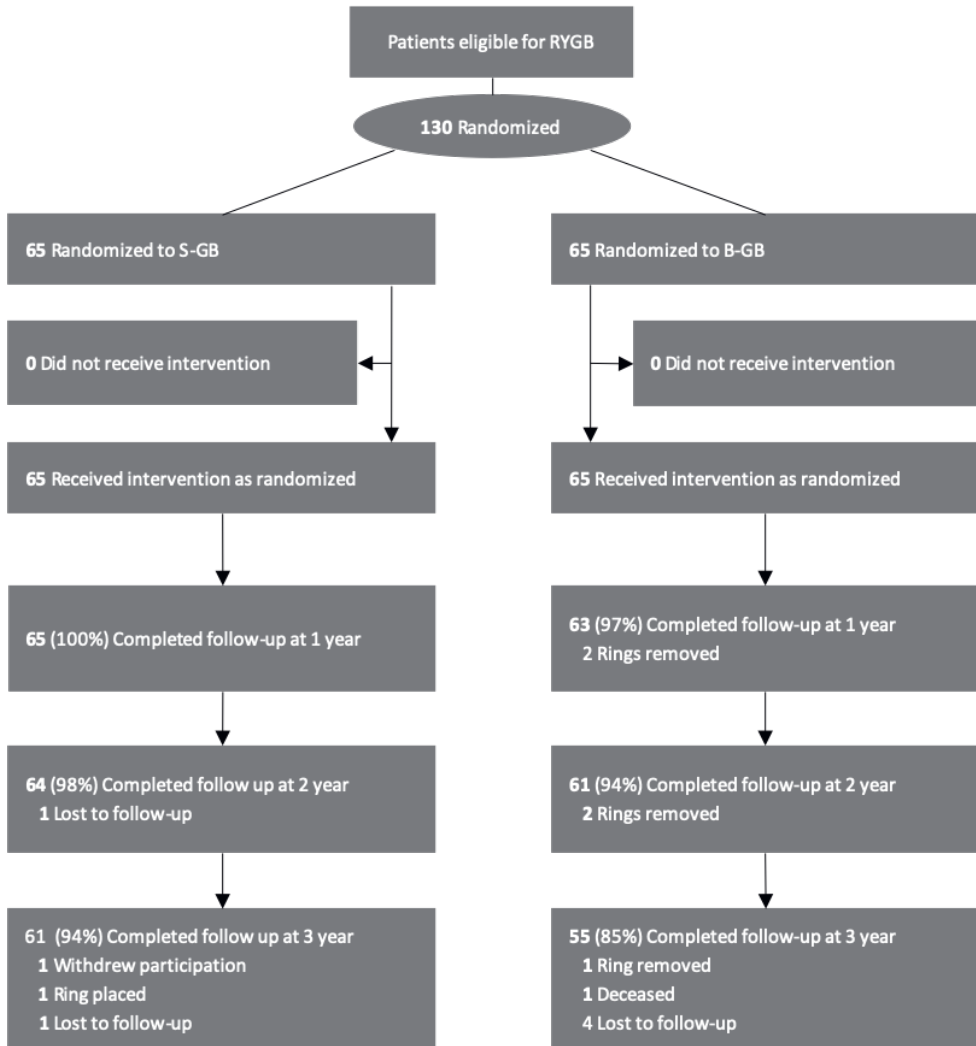 Patients eligible for RYGB
130 Randomized
65 Randomized to S-GB
65 Randomized to B-GB
0 Did not receive intervention
0 Did not receive intervention
65 Received intervention as randomized
65 Received intervention as randomized
65 (100%) Completed follow-up at 1 year
63 (97%) Completed follow-up at 1 year
2 Rings removed
64 (98%) Completed follow up at 2 year
1 Lost to follow-up
61 (94%) Completed follow-up at 2 year
2 Rings removed
61 (94%) Completed follow up at 3 year
1 Withdrew participation
1 Ring placed
1 Lost to follow-up
55 (85%) Completed follow-up at 3 year
1 Ring removed
1 Deceased
4 Lost to follow-up